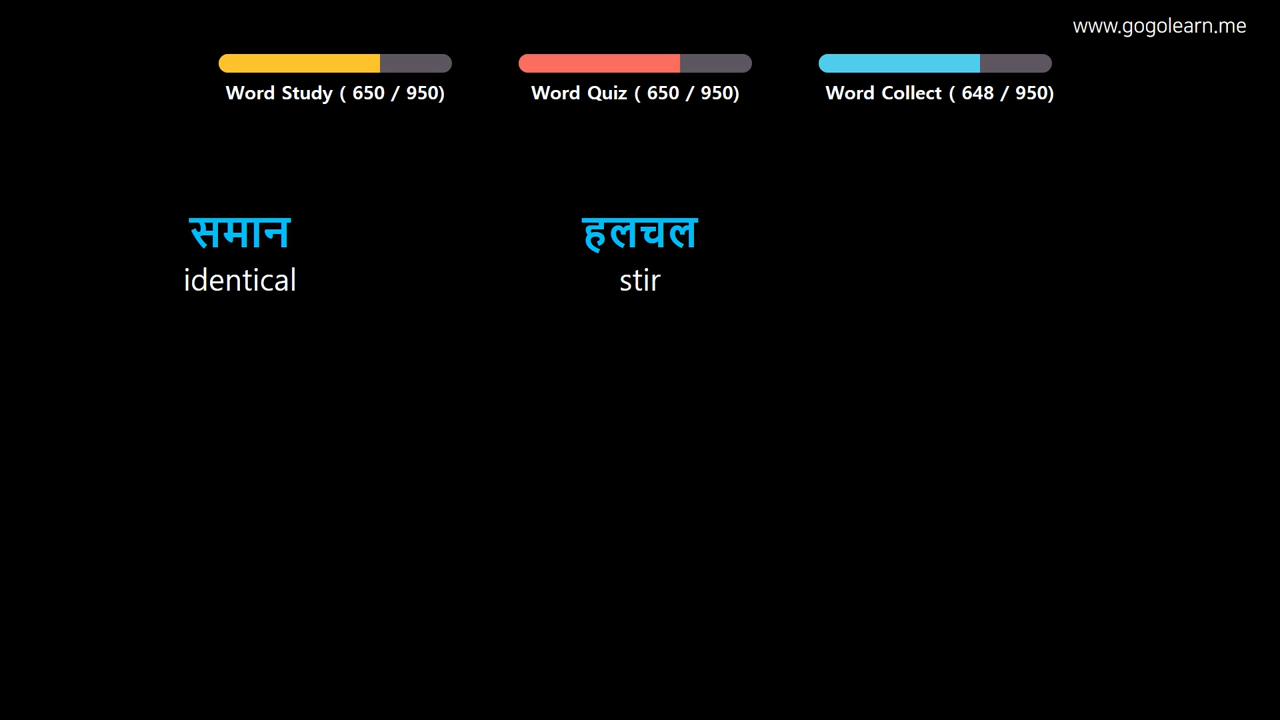 www.gogolearn.me
Word Study ( 650 / 950)
Word Quiz ( 650 / 950)
Word Collect ( 648 / 950)
समान
identical
हलचल
stir